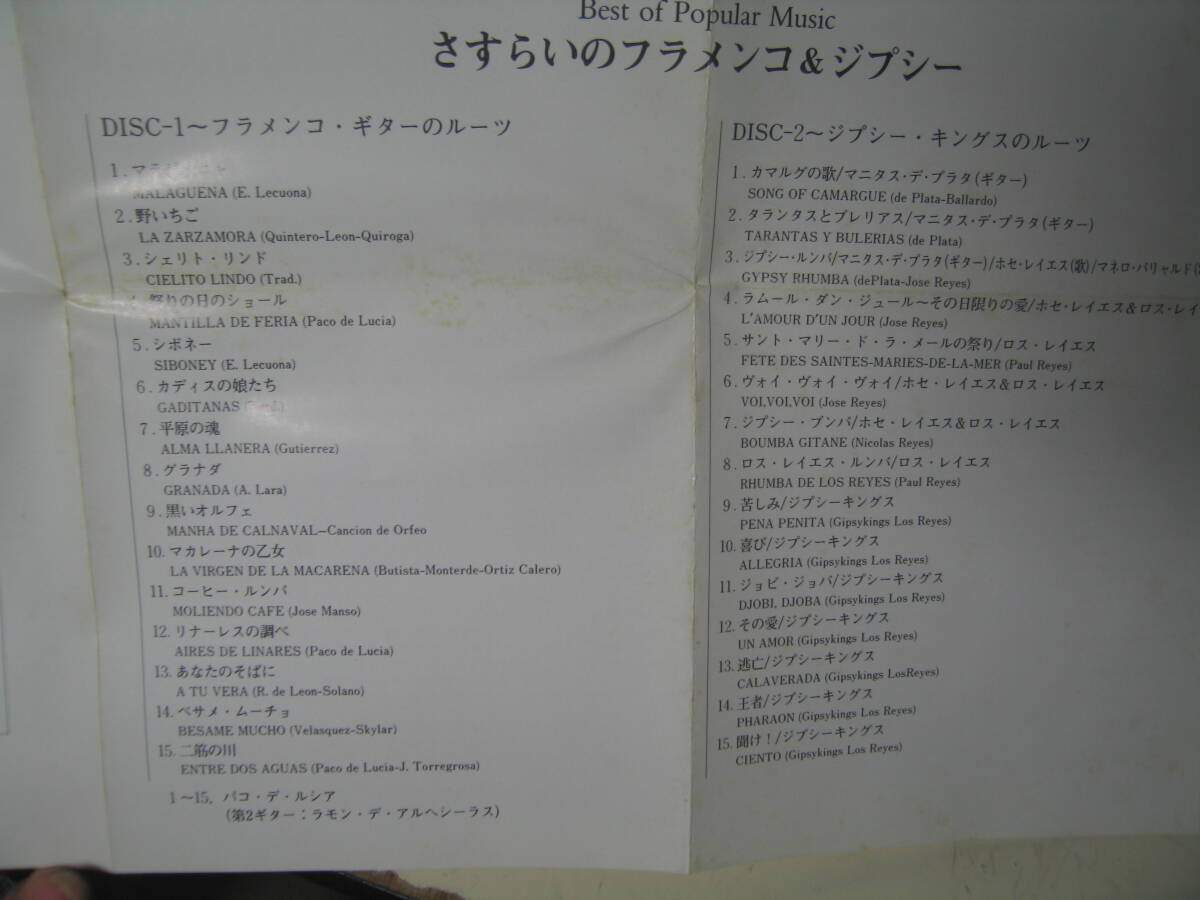 Best of Popular Music
さすらいのフラメンコ&ジプシー
DISC-1～フラメンコ・ギターのルーツ
1.
MALAGUENA (E. Lecuona)
2.野いちご
LA ZARZAMORA (Quintero-Leon-Quiroga)
3.シェリト・リンド
CIELITO LINDO (Trad.)
祭りの日のショール
MANTILLA DE FERIA (Paco de Lucia)
5.シボネー
SIBONEY (E. Lecuona)
6.カディスの娘たち
GADITANAS
7.平原の魂
ALMA LLANERA (Gutierrez)
8.グラナダ
GRANADA (A. Lara)
9.黒いオルフェ
MANHA DE CALNAVAL—Cancion de Orfeo
10.マカレーナの乙女
LA VIRGEN DE LA MACARENA (Butista-Monterde-Ortiz Calero)
11.コーヒー・ルンバ
MOLIENDO CAFE (Jose Manso)
12.リナーレスの調べ
AIRES DE LINARES (Paco de Lucia)
13.あなたのそばに
A TU VERA (R. de Leon-Solano)
14.ベサメ・ムーチョ
BESAME MUCHO (Velasquez-Skylar)
15.二筋の川
ENTRE DOS AGUAS (Paco de Lucia-J. Torregrosa)
1～15. パコ・デ・ルシア
(第2ギター：ラモン・デ・アルヘシーラス)
DISC-2～ジプシー・キングスのルーツ
1.カマルグの歌/マニタス・デ・プラタ(ギター)
SONG OF CAMARGUE (de Plata-Ballardo)
2.タランタスとブレリアス/マニタス・デ・プラタ(ギター)
TARANTAS Y BULERIAS (de Plata)
3.ジプシー・ルンバ/マニタス・デ・プラタ(ギター)/ホセ・レイエス(歌)/マネロ・バリャルド
GYPSY RHUMBA (dePlata-Jose Reyes)
4.ラムール・ダン・ジュール～その日限りの愛/ホセ・レイエス&ロス・レイ
L'AMOUR D'UN JOUR (Jose Reyes)
5.サント・マリー・ド・ラ・メールの祭り/ロス・レイエス
FETE DES SAINTES-MARIES-DE-LA-MER (Paul Reyes)
6.ヴォイ・ヴォイ・ヴォイ/ホセ・レイエス&ロス・レイエス
VOI,VOI,VOI (Jose Reyes)
7.ジプシー・ブンバ/ホセ・レイエス&ロス・レイエス
BOUMBA GITANE (Nicolas Reyes)
8.ロス・レイエス・ルンバ/ロス・レイエス
RHUMBA DE LOS REYES (Paul Reyes)
9.苦しみ/ジプシーキングス
PENA PENITA (Gipsykings Los Reyes)
10.喜び/ジプシーキングス
ALLEGRIA (Gipsykings Los Reyes)
11.ジョビ・ジョバ/ジプシーキングス
DJOBI, DJOBA (Gipsykings Los Reyes)
12.その愛/ジプシーキングス
UN AMOR (Gipsykings Los Reyes)
13.逃亡/ジプシーキングス
CALAVERADA (Gipsykings LosReyes)
14.王者/ジプシーキングス
PHARAON (Gipsykings Los Reyes)
15.聞け！/ジプシーキングス
CIENTO (Gipsykings Los Reyes)